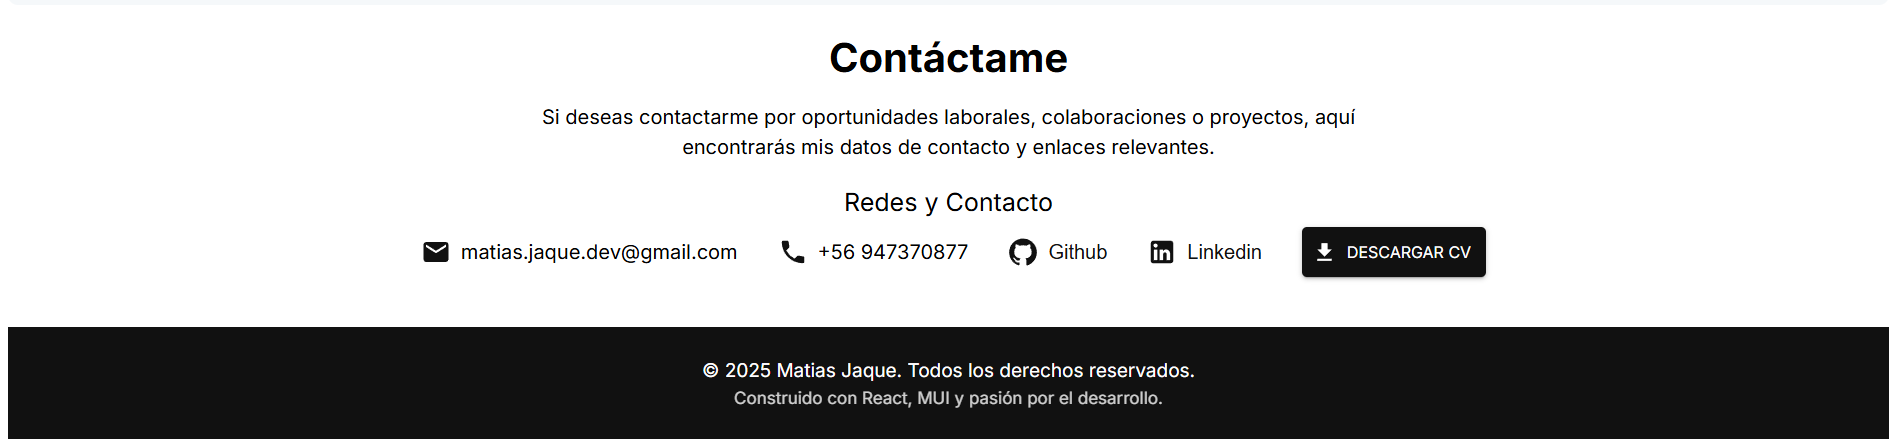 Contáctame
Si deseas contactarme por oportunidades laborales, colaboraciones o proyectos, aquí
encontrarás mis datos de contacto y enlaces relevantes.
Redes y Contacto
matias.jaque.dev@gmail.com +56 947370877 Github Linkedin DESCARGAR CV
© 2025 Matias Jaque. Todos los derechos reservados.
Construido con React, MUI y pasión por el desarrollo.